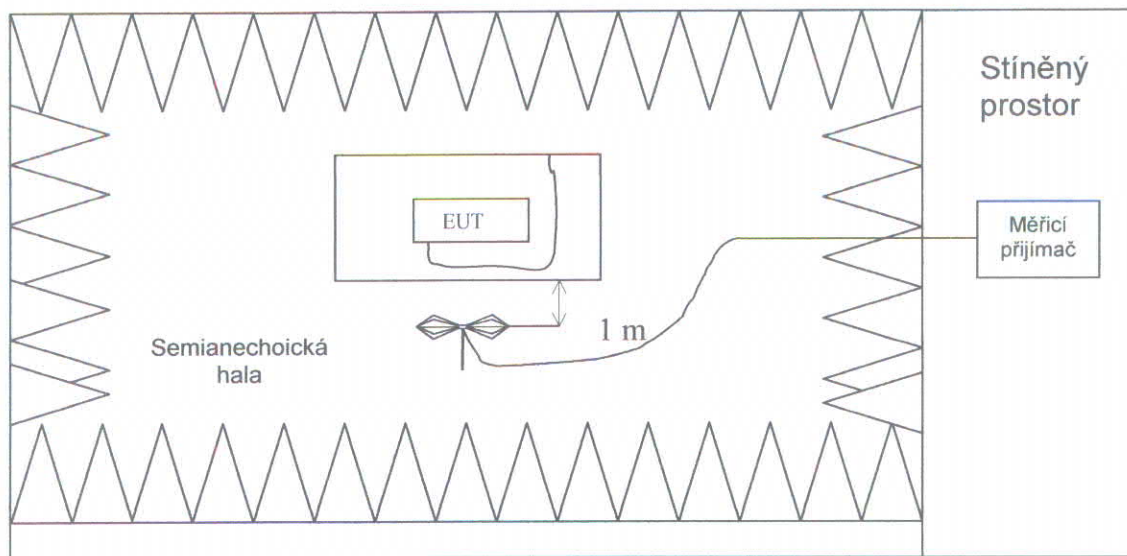 Stíněný
prostor
EUT
Měřicí
přijímač
1 m
Semianechoická
hala